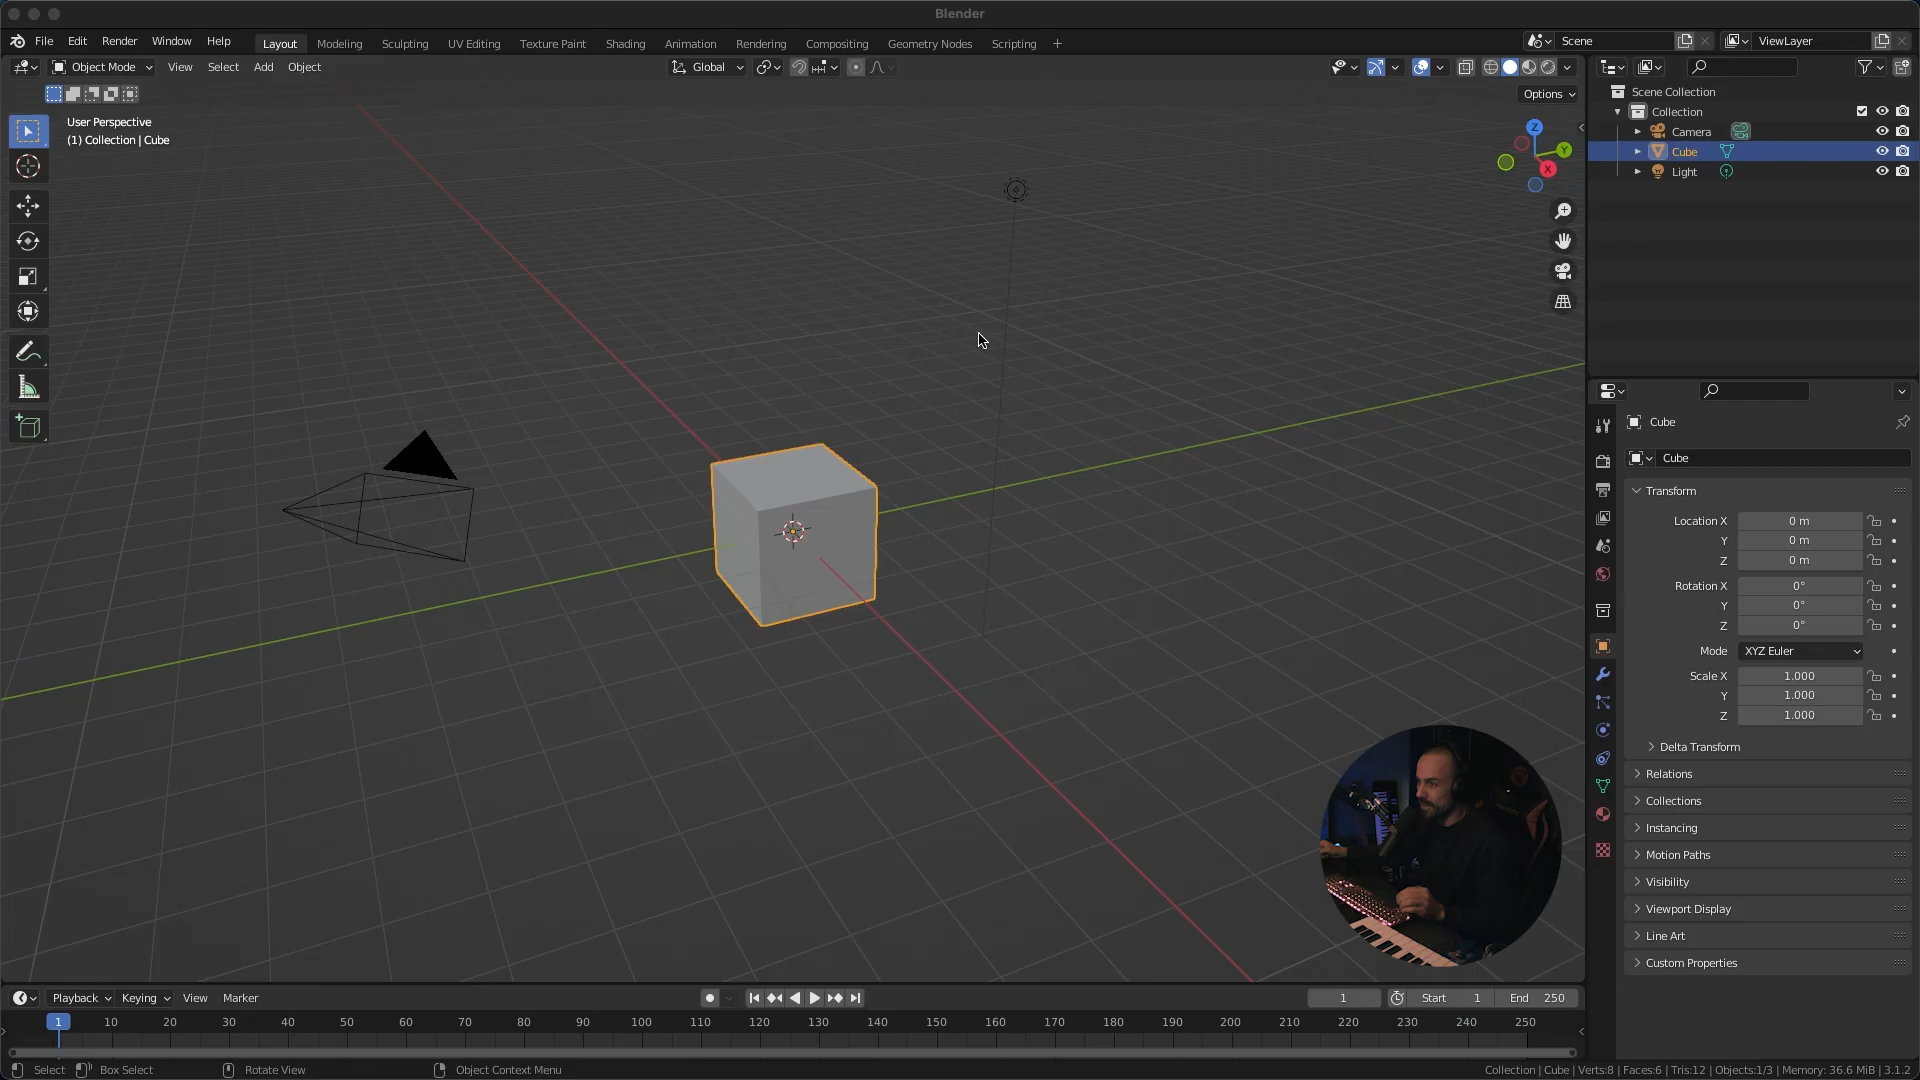 Blender
File Edit Render Window Help
Layout Modeling Sculpting UV Editing Texture Paint Shading Animation Rendering Compositing Geometry Nodes Scripting +
Scene
ViewLayer
Object Mode View Select Add Object
Global
Options
User Perspective
(1) Collection | Cube
Z
Y
X
Scene Collection
Collection
Camera
Cube
Light
Cube
Cube
Transform
Location X 0 m
Y 0 m
Z 0 m
Rotation X 0°
Y 0°
Z 0°
Mode XYZ Euler
Scale X 1.000
Y 1.000
Z 1.000
Delta Transform
Relations
Collections
Instancing
Motion Paths
Visibility
Viewport Display
Line Art
Custom Properties
Playback Keying View Marker
1 Start 1 End 250
1 10 20 30 40 50 60 70 80 90 100 110 120 130 140 150 160 170 180 190 200 210 220 230 240 250
Select Box Select Rotate View Object Context Menu
Collection | Cube | Verts:8 | Faces:6 | Tris:12 | Objects:1/3 | Memory: 36.6 MiB | 3.1.2